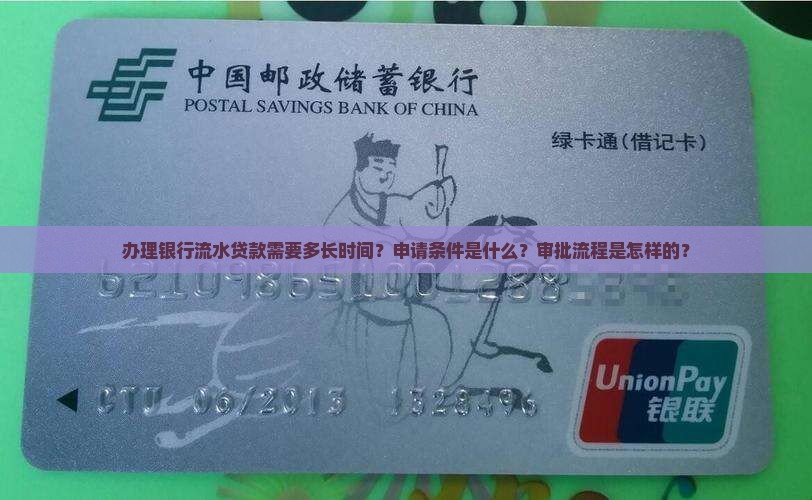 中国邮政储蓄银行
POSTAL SAVINGS BANK OF CHINA
绿卡通(借记卡)
办理银行流水贷款需要多长时间?申请条件是什么?审批流程是怎样的?
06/2013
UnionPay
银联